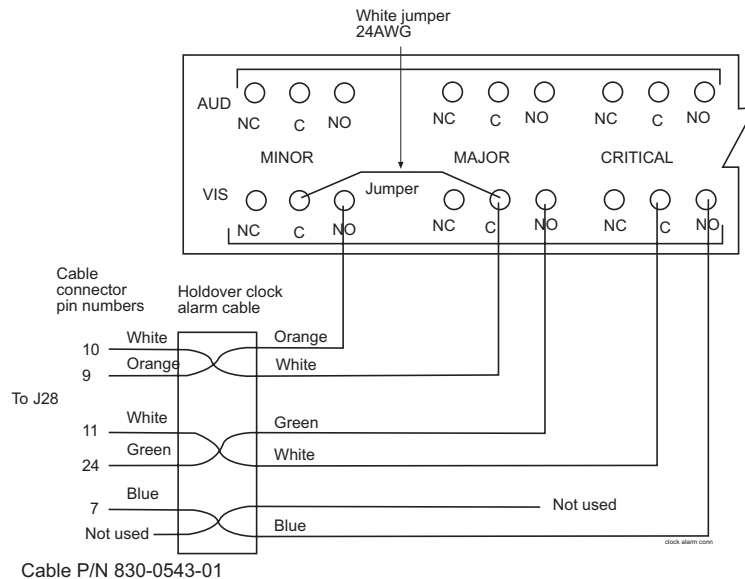 White jumper
24AWG
AUD
NC C NO NC C NO NC C NO
MINOR MAJOR CRITICAL
VIS Jumper
NC C NO NC C NO NC C NO
Cable
connector
pin numbers
Holdover clock
alarm cable
10 White Orange
9 Orange White
To J28
11 White Green
24 Green White
7 Blue Not used
Not used Blue
clock alarm conn
Cable P/N 830-0543-01